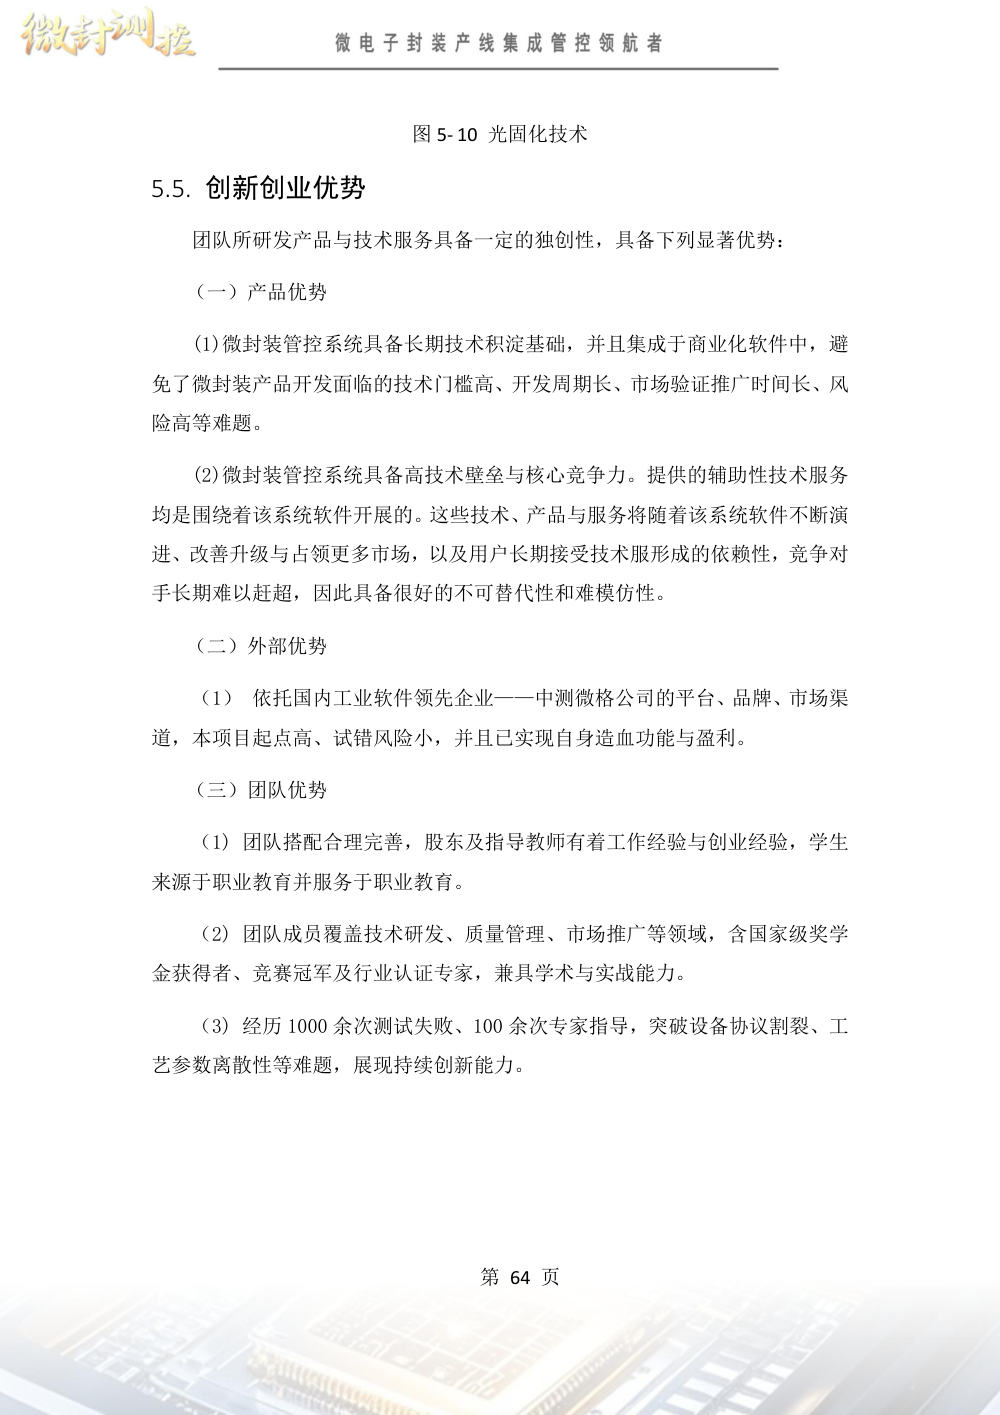 微封测控
微电子封装产线集成管控领航者
图 5- 10 光固化技术
5.5. 创新创业优势
团队所研发产品与技术服务具备一定的独创性，具备下列显著优势：
（一）产品优势
(1)微封装管控系统具备长期技术积淀基础，并且集成于商业化软件中，避
免了微封装产品开发面临的技术门槛高、开发周期长、市场验证推广时间长、风
险高等难题。
(2)微封装管控系统具备高技术壁垒与核心竞争力。提供的辅助性技术服务
均是围绕着该系统软件开展的。这些技术、产品与服务将随着该系统软件不断演
进、改善升级与占领更多市场，以及用户长期接受技术服形成的依赖性，竞争对
手长期难以赶超，因此具备很好的不可替代性和难模仿性。
（二）外部优势
（1） 依托国内工业软件领先企业——中测微格公司的平台、品牌、市场渠
道，本项目起点高、试错风险小，并且已实现自身造血功能与盈利。
（三）团队优势
（1) 团队搭配合理完善，股东及指导教师有着工作经验与创业经验，学生
来源于职业教育并服务于职业教育。
（2) 团队成员覆盖技术研发、质量管理、市场推广等领域，含国家级奖学
金获得者、竞赛冠军及行业认证专家，兼具学术与实战能力。
（3) 经历 1000 余次测试失败、100 余次专家指导，突破设备协议割裂、工
艺参数离散性等难题，展现持续创新能力。
第 64 页